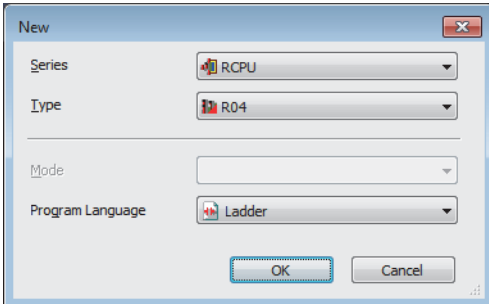 New
Series RCPU
Type R04
Mode
Program Language Ladder
OK Cancel